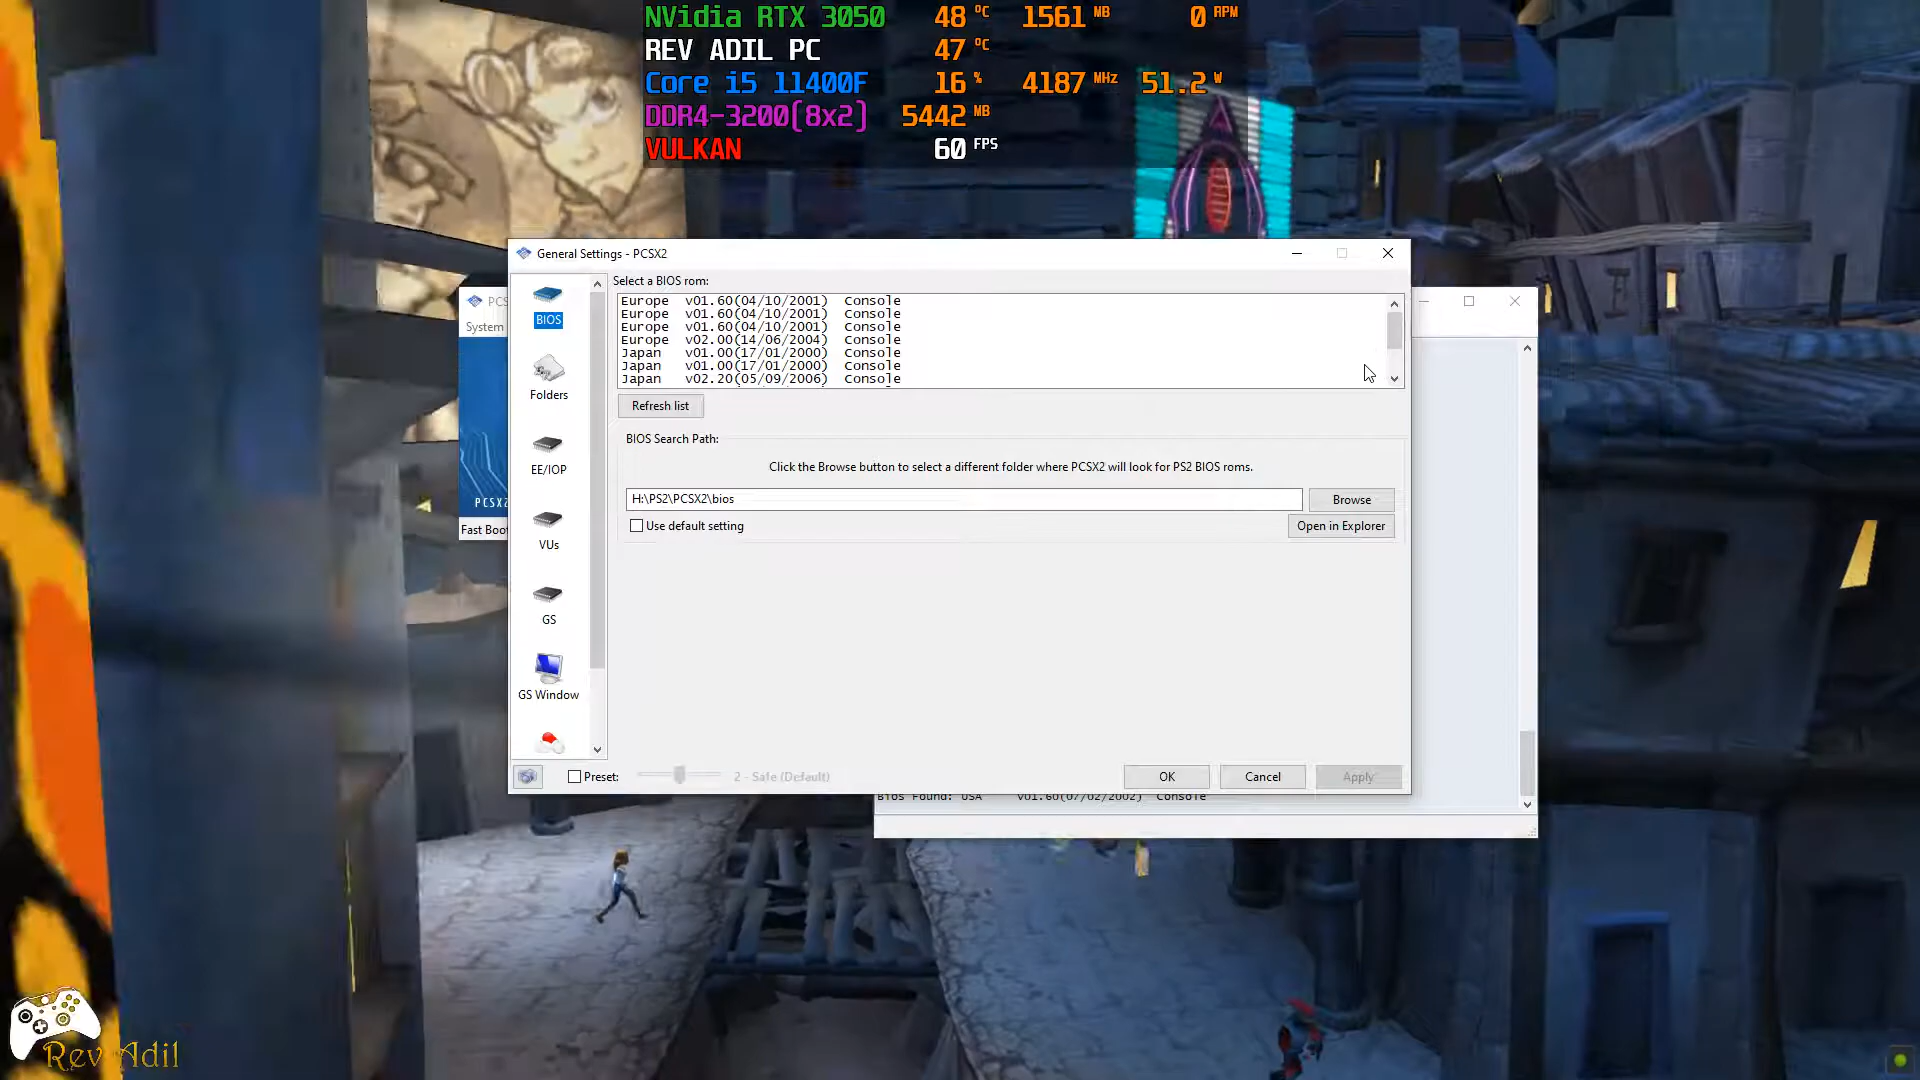 NVidia RTX 3050 48 °C 1561 MB 0 RPM
REV ADIL PC 47 °C
Core i5 11400F 16 % 4187 MHz 51.2 W
DDR4-3200(8x2) 5442 MB
VULKAN 60 FPS
General Settings - PCSX2
Select a BIOS rom:
Europe v01.60(04/10/2001) Console
Europe v01.60(04/10/2001) Console
Europe v01.60(04/10/2001) Console
Europe v02.00(14/06/2004) Console
Japan v01.00(17/01/2000) Console
Japan v01.00(17/01/2000) Console
Japan v02.20(05/09/2006) Console
Refresh list
BIOS Search Path:
Click the Browse button to select a different folder where PCSX2 will look for PS2 BIOS roms.
H:\PS2\PCSX2\bios
Browse
Use default setting
Open in Explorer
BIOS
Folders
EE/IOP
VUs
GS
GS Window
Preset:
2 - Safe (Default)
OK
Cancel
Apply
PCS
System
PCSX2
Fast Boot
Bios Found: USA v01.60(07/02/2002) Console
Rev Adil